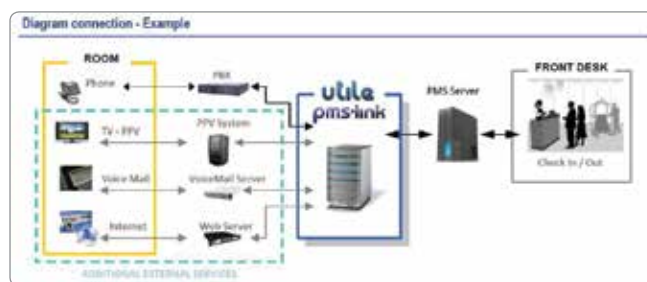 Diagram connection - Example
ROOM
Phone
PBX
TV - PPV
PPV System
Voice Mail
VoiceMail Server
Internet
Web Server
ADDITIONAL EXTERNAL SERVICES
utile
pms·link
PMS Server
FRONT DESK
Check In / Out